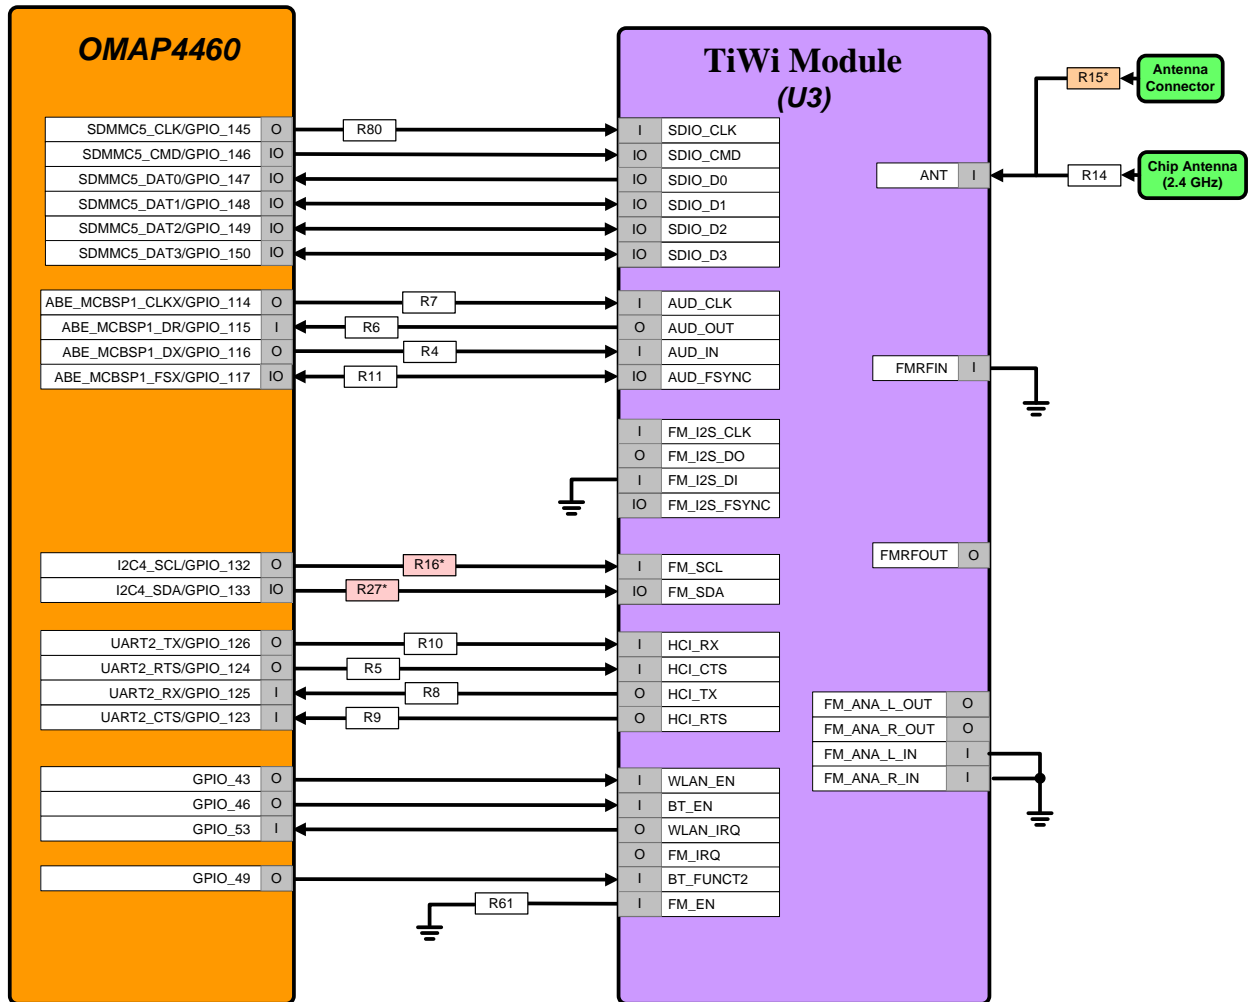 OMAP4460
TiWi Module
(U3)
Antenna
Connector
R15*
Chip Antenna
(2.4 GHz)
R14
ANT I
SDMMC5_CLK/GPIO_145 O R80 I SDIO_CLK
SDMMC5_CMD/GPIO_146 IO IO SDIO_CMD
SDMMC5_DAT0/GPIO_147 IO IO SDIO_D0
SDMMC5_DAT1/GPIO_148 IO IO SDIO_D1
SDMMC5_DAT2/GPIO_149 IO IO SDIO_D2
SDMMC5_DAT3/GPIO_150 IO IO SDIO_D3
ABE_MCBSP1_CLKX/GPIO_114 O R7 I AUD_CLK
ABE_MCBSP1_DR/GPIO_115 I R6 O AUD_OUT
ABE_MCBSP1_DX/GPIO_116 O R4 I AUD_IN
ABE_MCBSP1_FSX/GPIO_117 IO R11 IO AUD_FSYNC
FMRFIN I
I FM_I2S_CLK
O FM_I2S_DO
I FM_I2S_DI
IO FM_I2S_FSYNC
FMRFOUT O
I2C4_SCL/GPIO_132 O R16* I FM_SCL
I2C4_SDA/GPIO_133 IO R27* IO FM_SDA
UART2_TX/GPIO_126 O R10 I HCI_RX
UART2_RTS/GPIO_124 O R5 I HCI_CTS
UART2_RX/GPIO_125 I R8 O HCI_TX
UART2_CTS/GPIO_123 I R9 O HCI_RTS
FM_ANA_L_OUT O
FM_ANA_R_OUT O
FM_ANA_L_IN I
FM_ANA_R_IN I
GPIO_43 O I WLAN_EN
GPIO_46 O I BT_EN
GPIO_53 I O WLAN_IRQ
O FM_IRQ
GPIO_49 O I BT_FUNCT2
R61 I FM_EN